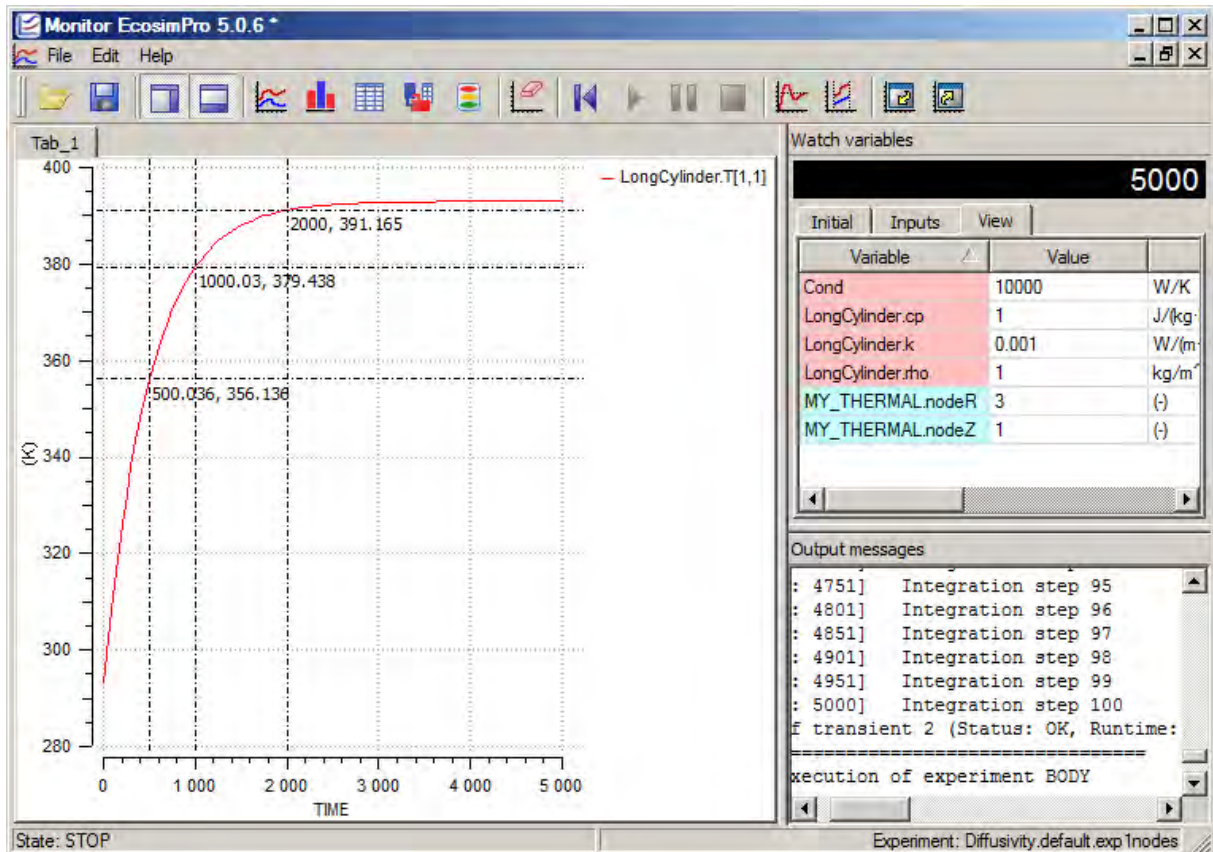 Monitor EcosimPro 5.0.6 *
File Edit Help
Tab_1
400
380
360
340
320
300
280
(K)
LongCylinder.T[1,1]
2000, 391.165
1000.03, 379.438
500.036, 356.136
0 1 000 2 000 3 000 4 000 5 000
TIME
Watch variables
5000
Initial Inputs View
Variable Value
Cond 10000 W/K
LongCylinder.cp 1 J/(kg·
LongCylinder.k 0.001 W/(m·
LongCylinder.rho 1 kg/m^
MY_THERMAL.nodeR 3 (-)
MY_THERMAL.nodeZ 1 (-)
Output messages
: 4751] Integration step 95
: 4801] Integration step 96
: 4851] Integration step 97
: 4901] Integration step 98
: 4951] Integration step 99
: 5000] Integration step 100
f transient 2 (Status: OK, Runtime:
==================================
xecution of experiment BODY
State: STOP
Experiment: Diffusivity.default.exp1nodes